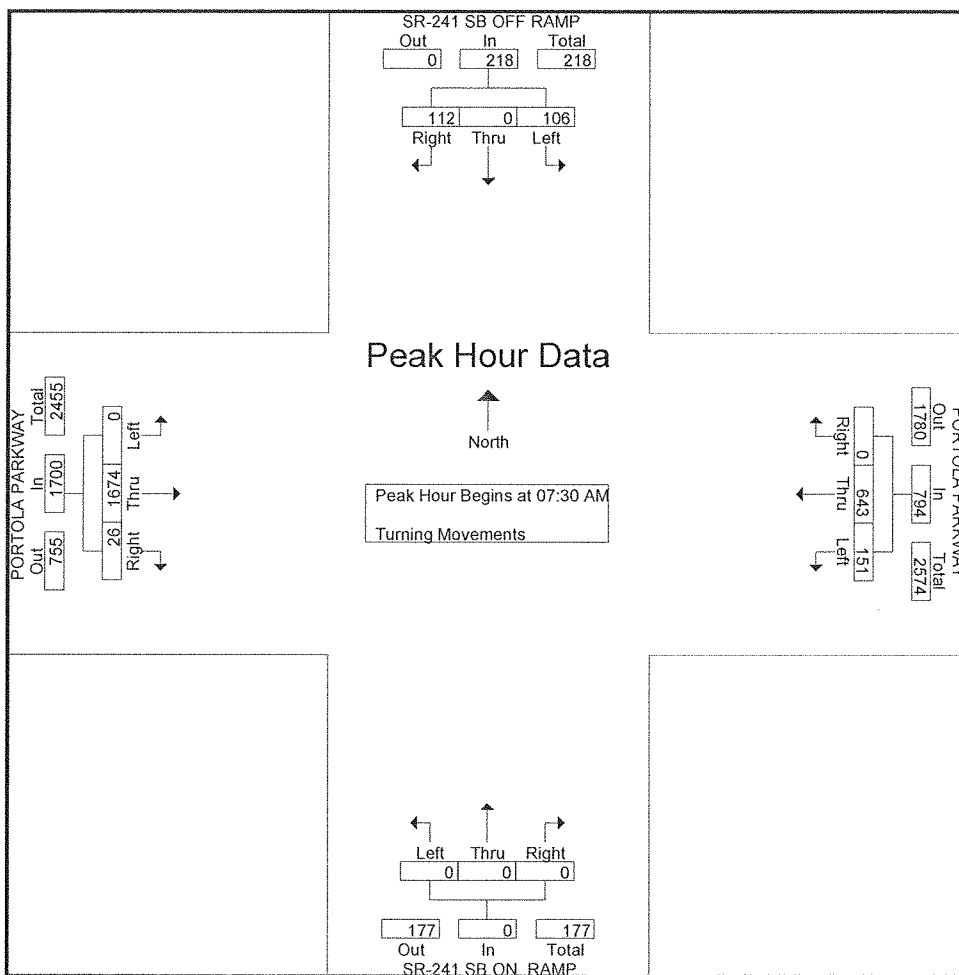 SR-241 SB OFF RAMP
Out In Total
0 218 218
112 0 106
Right Thru Left
Peak Hour Data
North
Peak Hour Begins at 07:30 AM
Turning Movements
PORTOLA PARKWAY
Out In Total
755 1700 2455
Right Thru Left
26 1674 0
PORTOLA PARKWAY
Out In Total
1780 794 2574
Right Thru Left
0 643 151
Left Thru Right
0 0 0
177 0 177
Out In Total
SR-241 SB ON RAMP